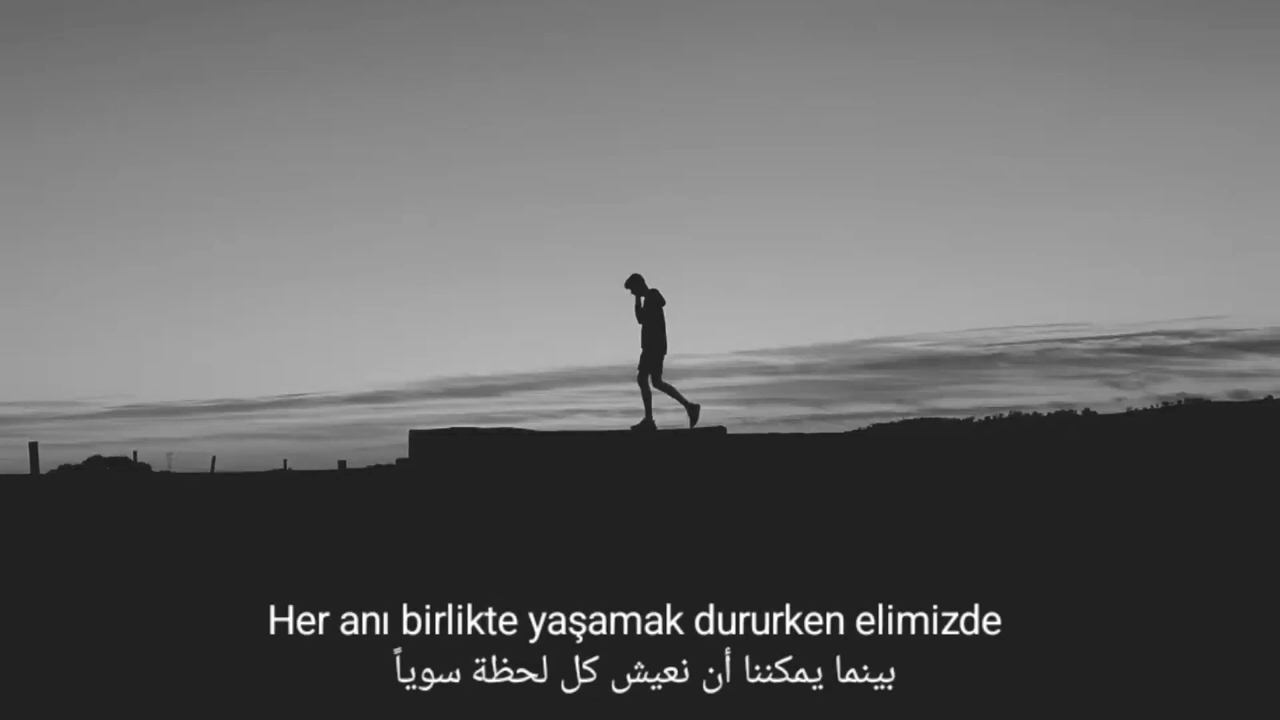 Her anı birlikte yaşamak dururken elimizde
بينما يمكننا أن نعيش كل لحظة سوياً